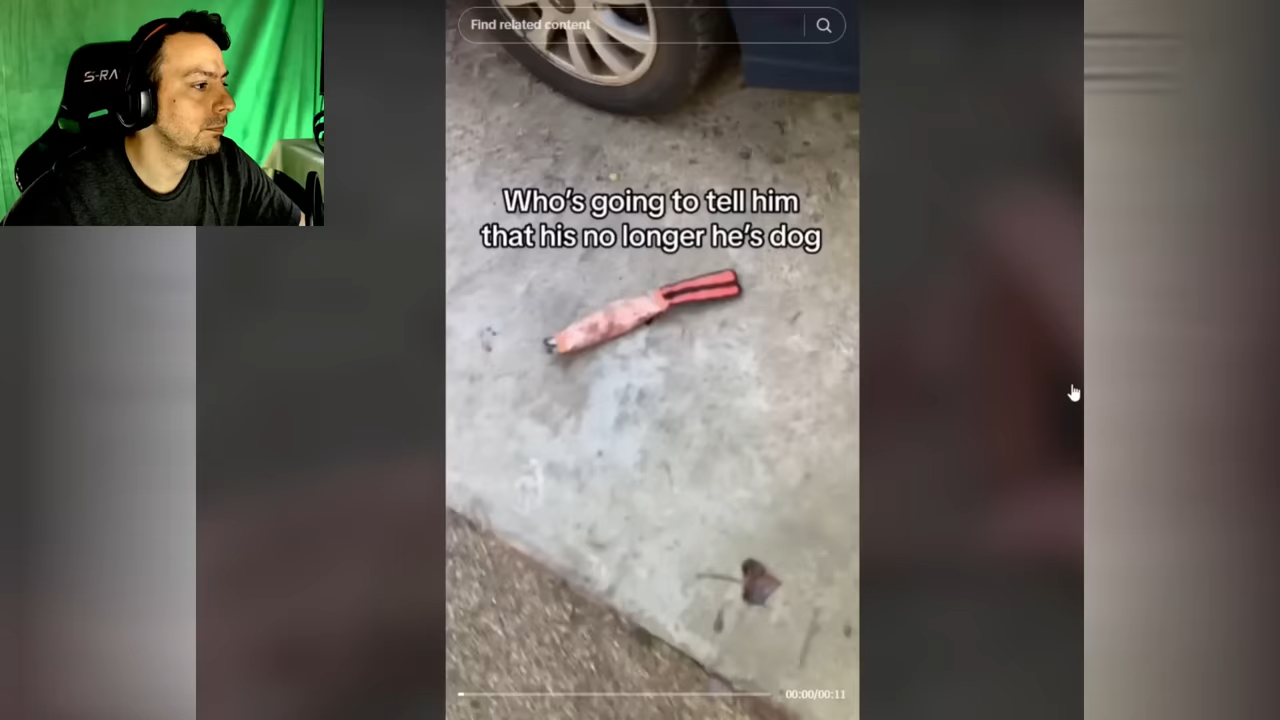 S-RA
Find related content
Who's going to tell him
that his no longer he's dog
00:00/00:11